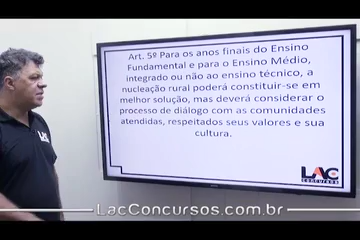 Art. 5º Para os anos finais do Ensino
Fundamental e para o Ensino Médio,
integrado ou não ao ensino técnico, a
nucleação rural poderá constituir-se em
melhor solução, mas deverá considerar o
processo de diálogo com as comunidades
atendidas, respeitados seus valores e sua
cultura.
LAC
CONCURSOS
LAC
LacConcursos.com.br